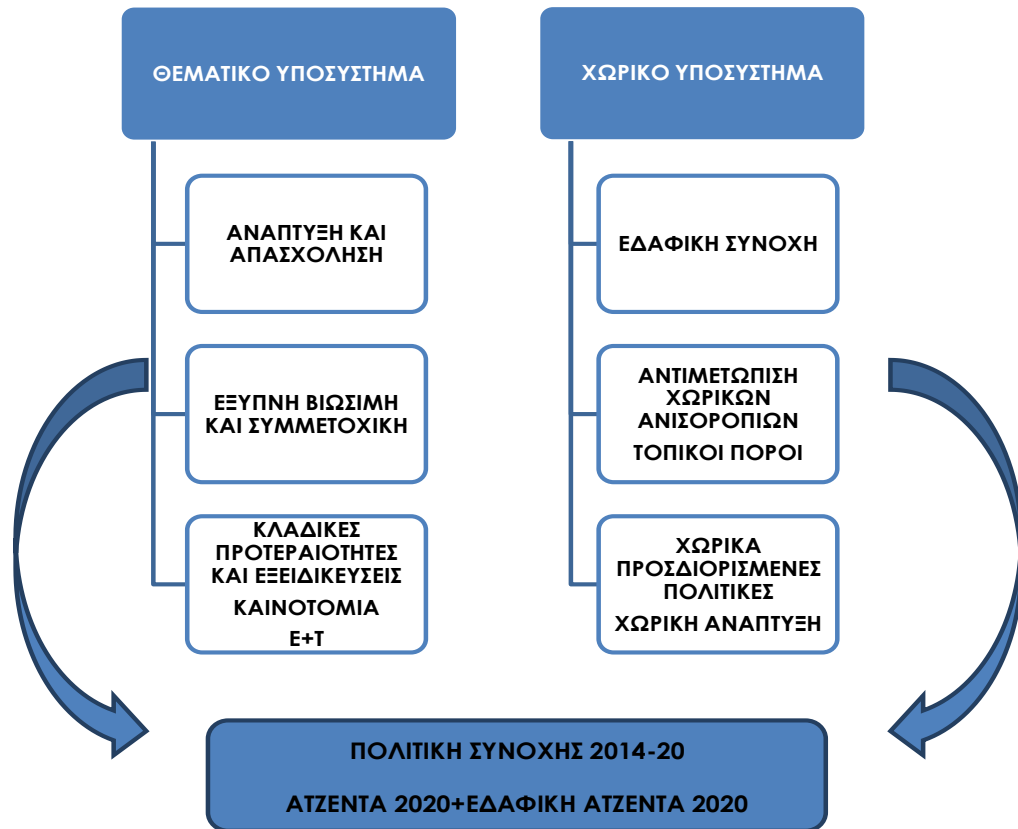 ΘΕΜΑΤΙΚΟ ΥΠΟΣΥΣΤΗΜΑ
ΑΝΑΠΤΥΞΗ ΚΑΙ
ΑΠΑΣΧΟΛΗΣΗ
ΕΞΥΠΝΗ ΒΙΩΣΙΜΗ
ΚΑΙ ΣΥΜΜΕΤΟΧΙΚΗ
ΚΛΑΔΙΚΕΣ
ΠΡΟΤΕΡΑΙΟΤΗΤΕΣ
ΚΑΙ ΕΞΕΙΔΙΚΕΥΣΕΙΣ
ΚΑΙΝΟΤΟΜΙΑ
Ε+Τ
ΧΩΡΙΚΟ ΥΠΟΣΥΣΤΗΜΑ
ΕΔΑΦΙΚΗ ΣΥΝΟΧΗ
ΑΝΤΙΜΕΤΩΠΙΣΗ
ΧΩΡΙΚΩΝ
ΑΝΙΣΟΡΟΠΙΩΝ
ΤΟΠΙΚΟΙ ΠΟΡΟΙ
ΧΩΡΙΚΑ
ΠΡΟΣΔΙΟΡΙΣΜΕΝΕΣ
ΠΟΛΙΤΙΚΕΣ
ΧΩΡΙΚΗ ΑΝΑΠΤΥΞΗ
ΠΟΛΙΤΙΚΗ ΣΥΝΟΧΗΣ 2014-20
ΑΤΖΕΝΤΑ 2020+ΕΔΑΦΙΚΗ ΑΤΖΕΝΤΑ 2020